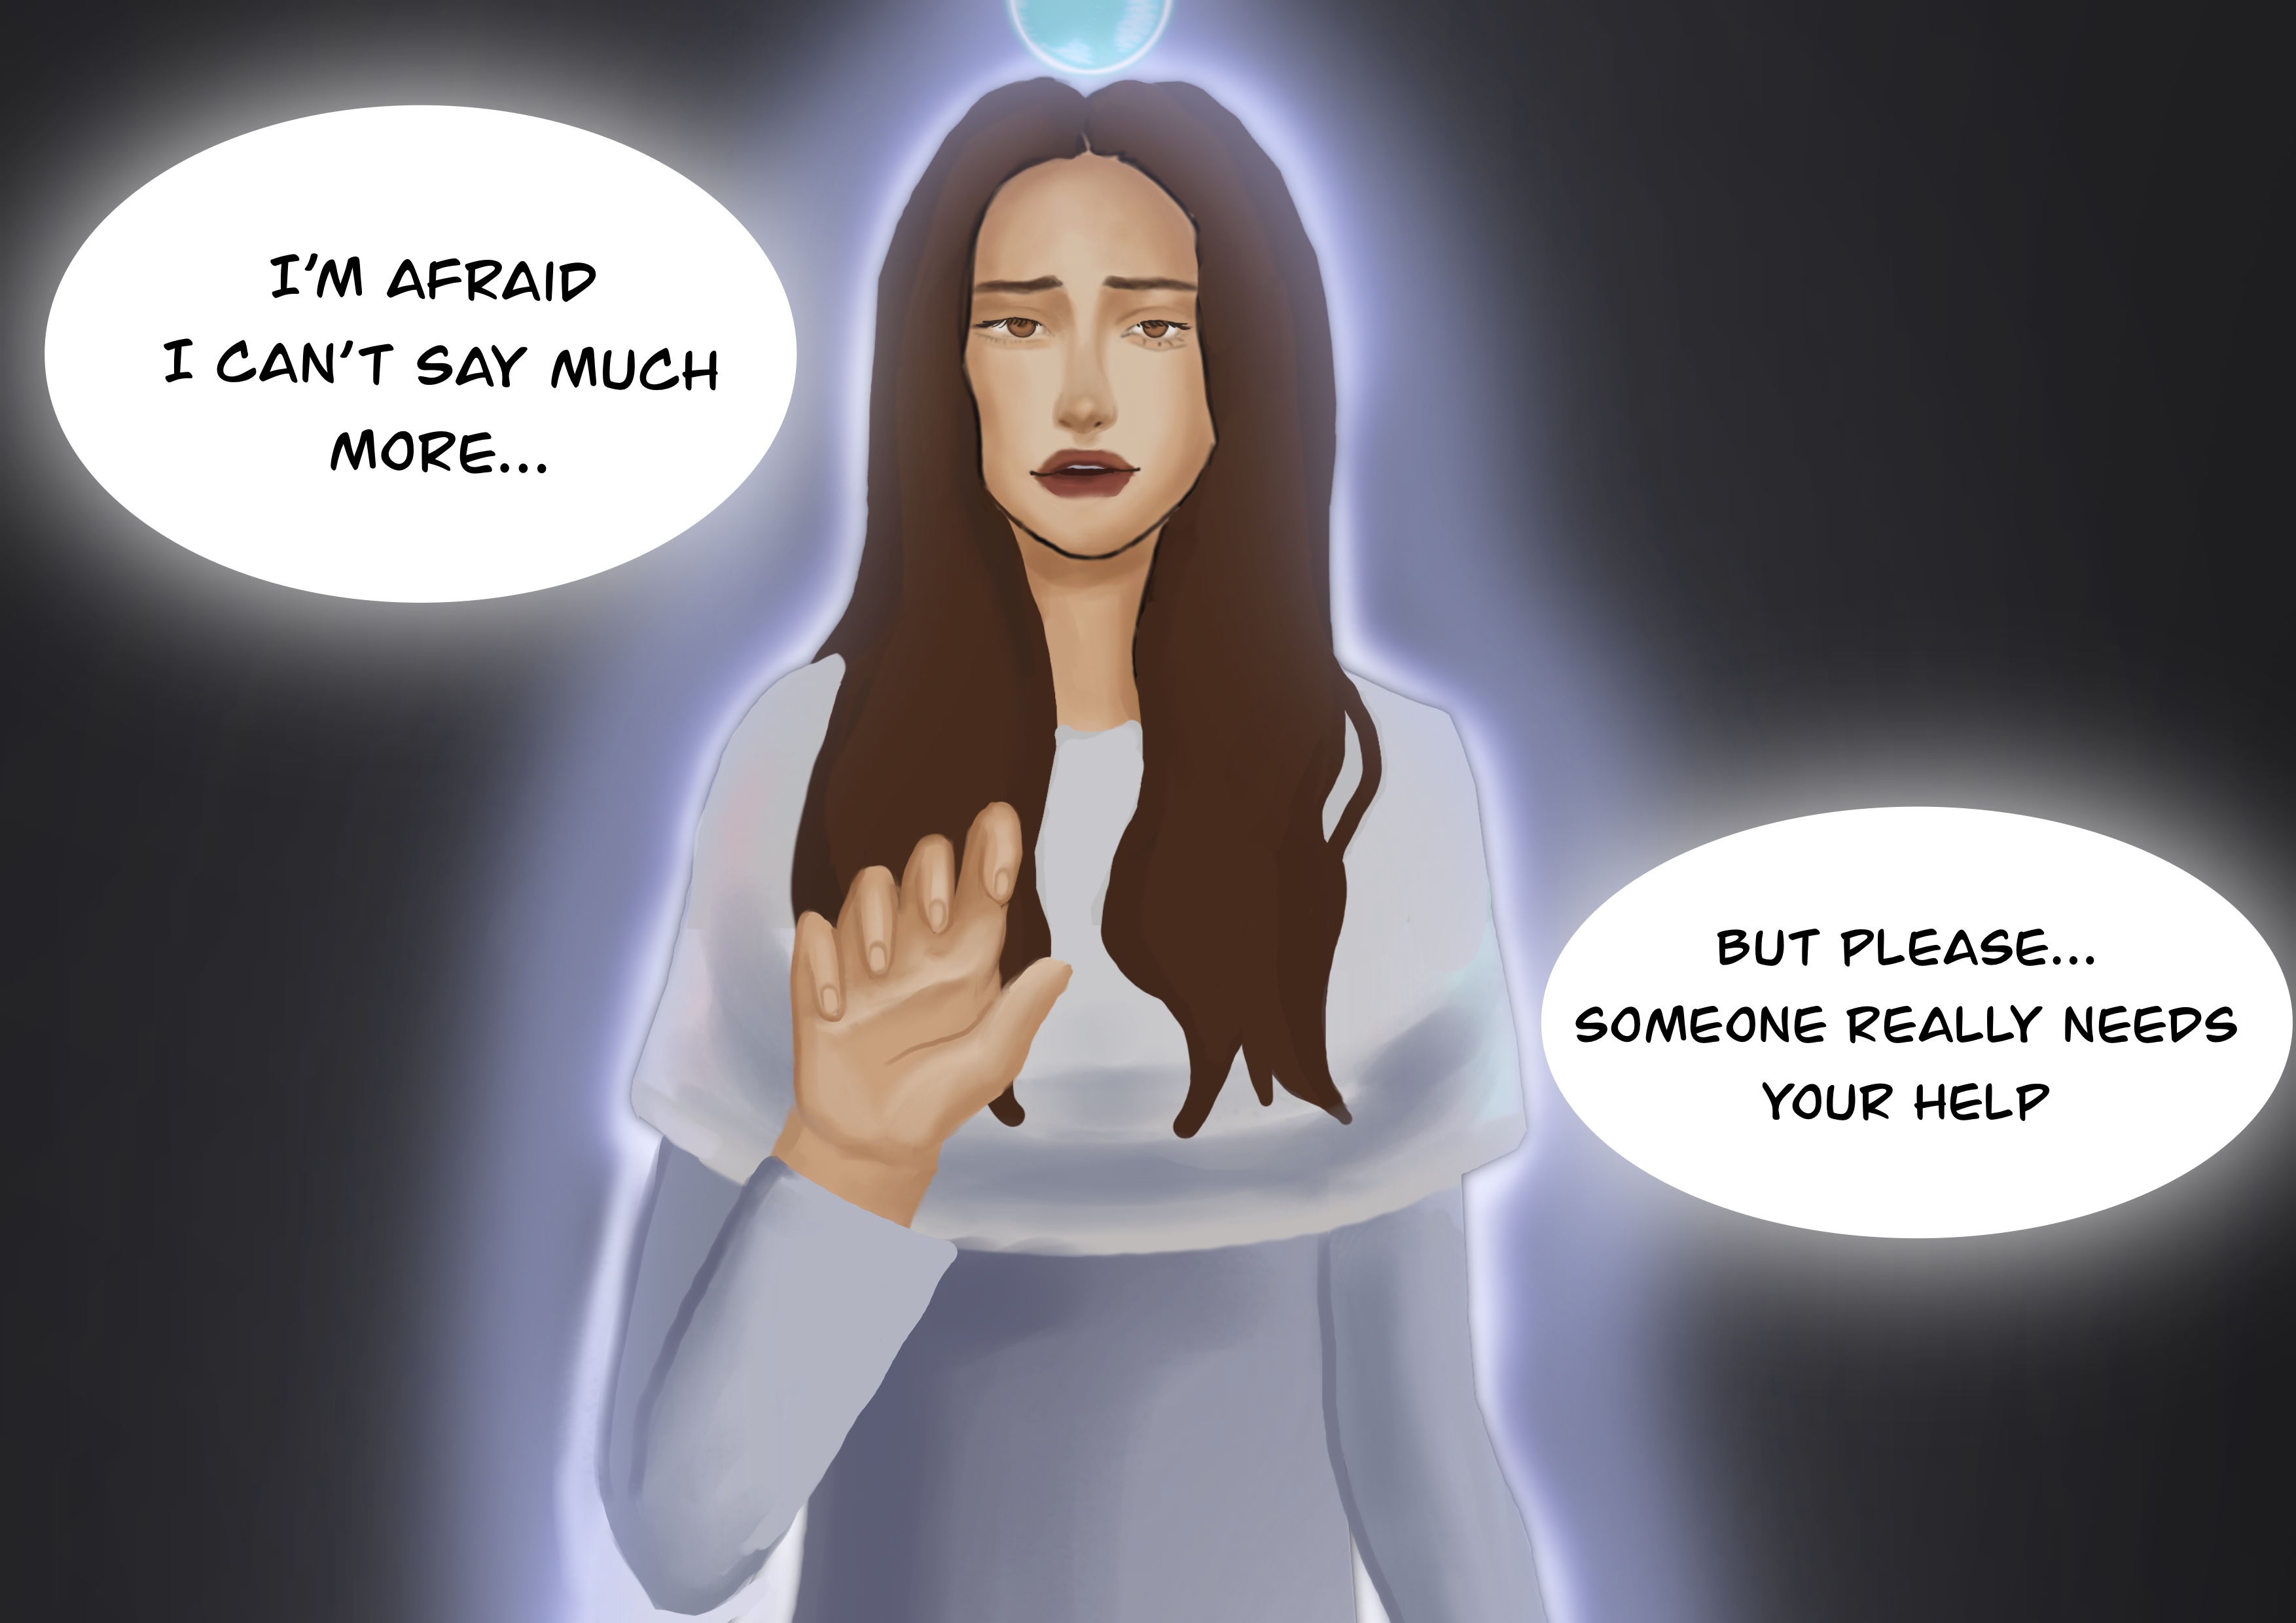 I'M AFRAID
I CAN'T SAY MUCH
MORE...
BUT PLEASE...
SOMEONE REALLY NEEDS
YOUR HELP